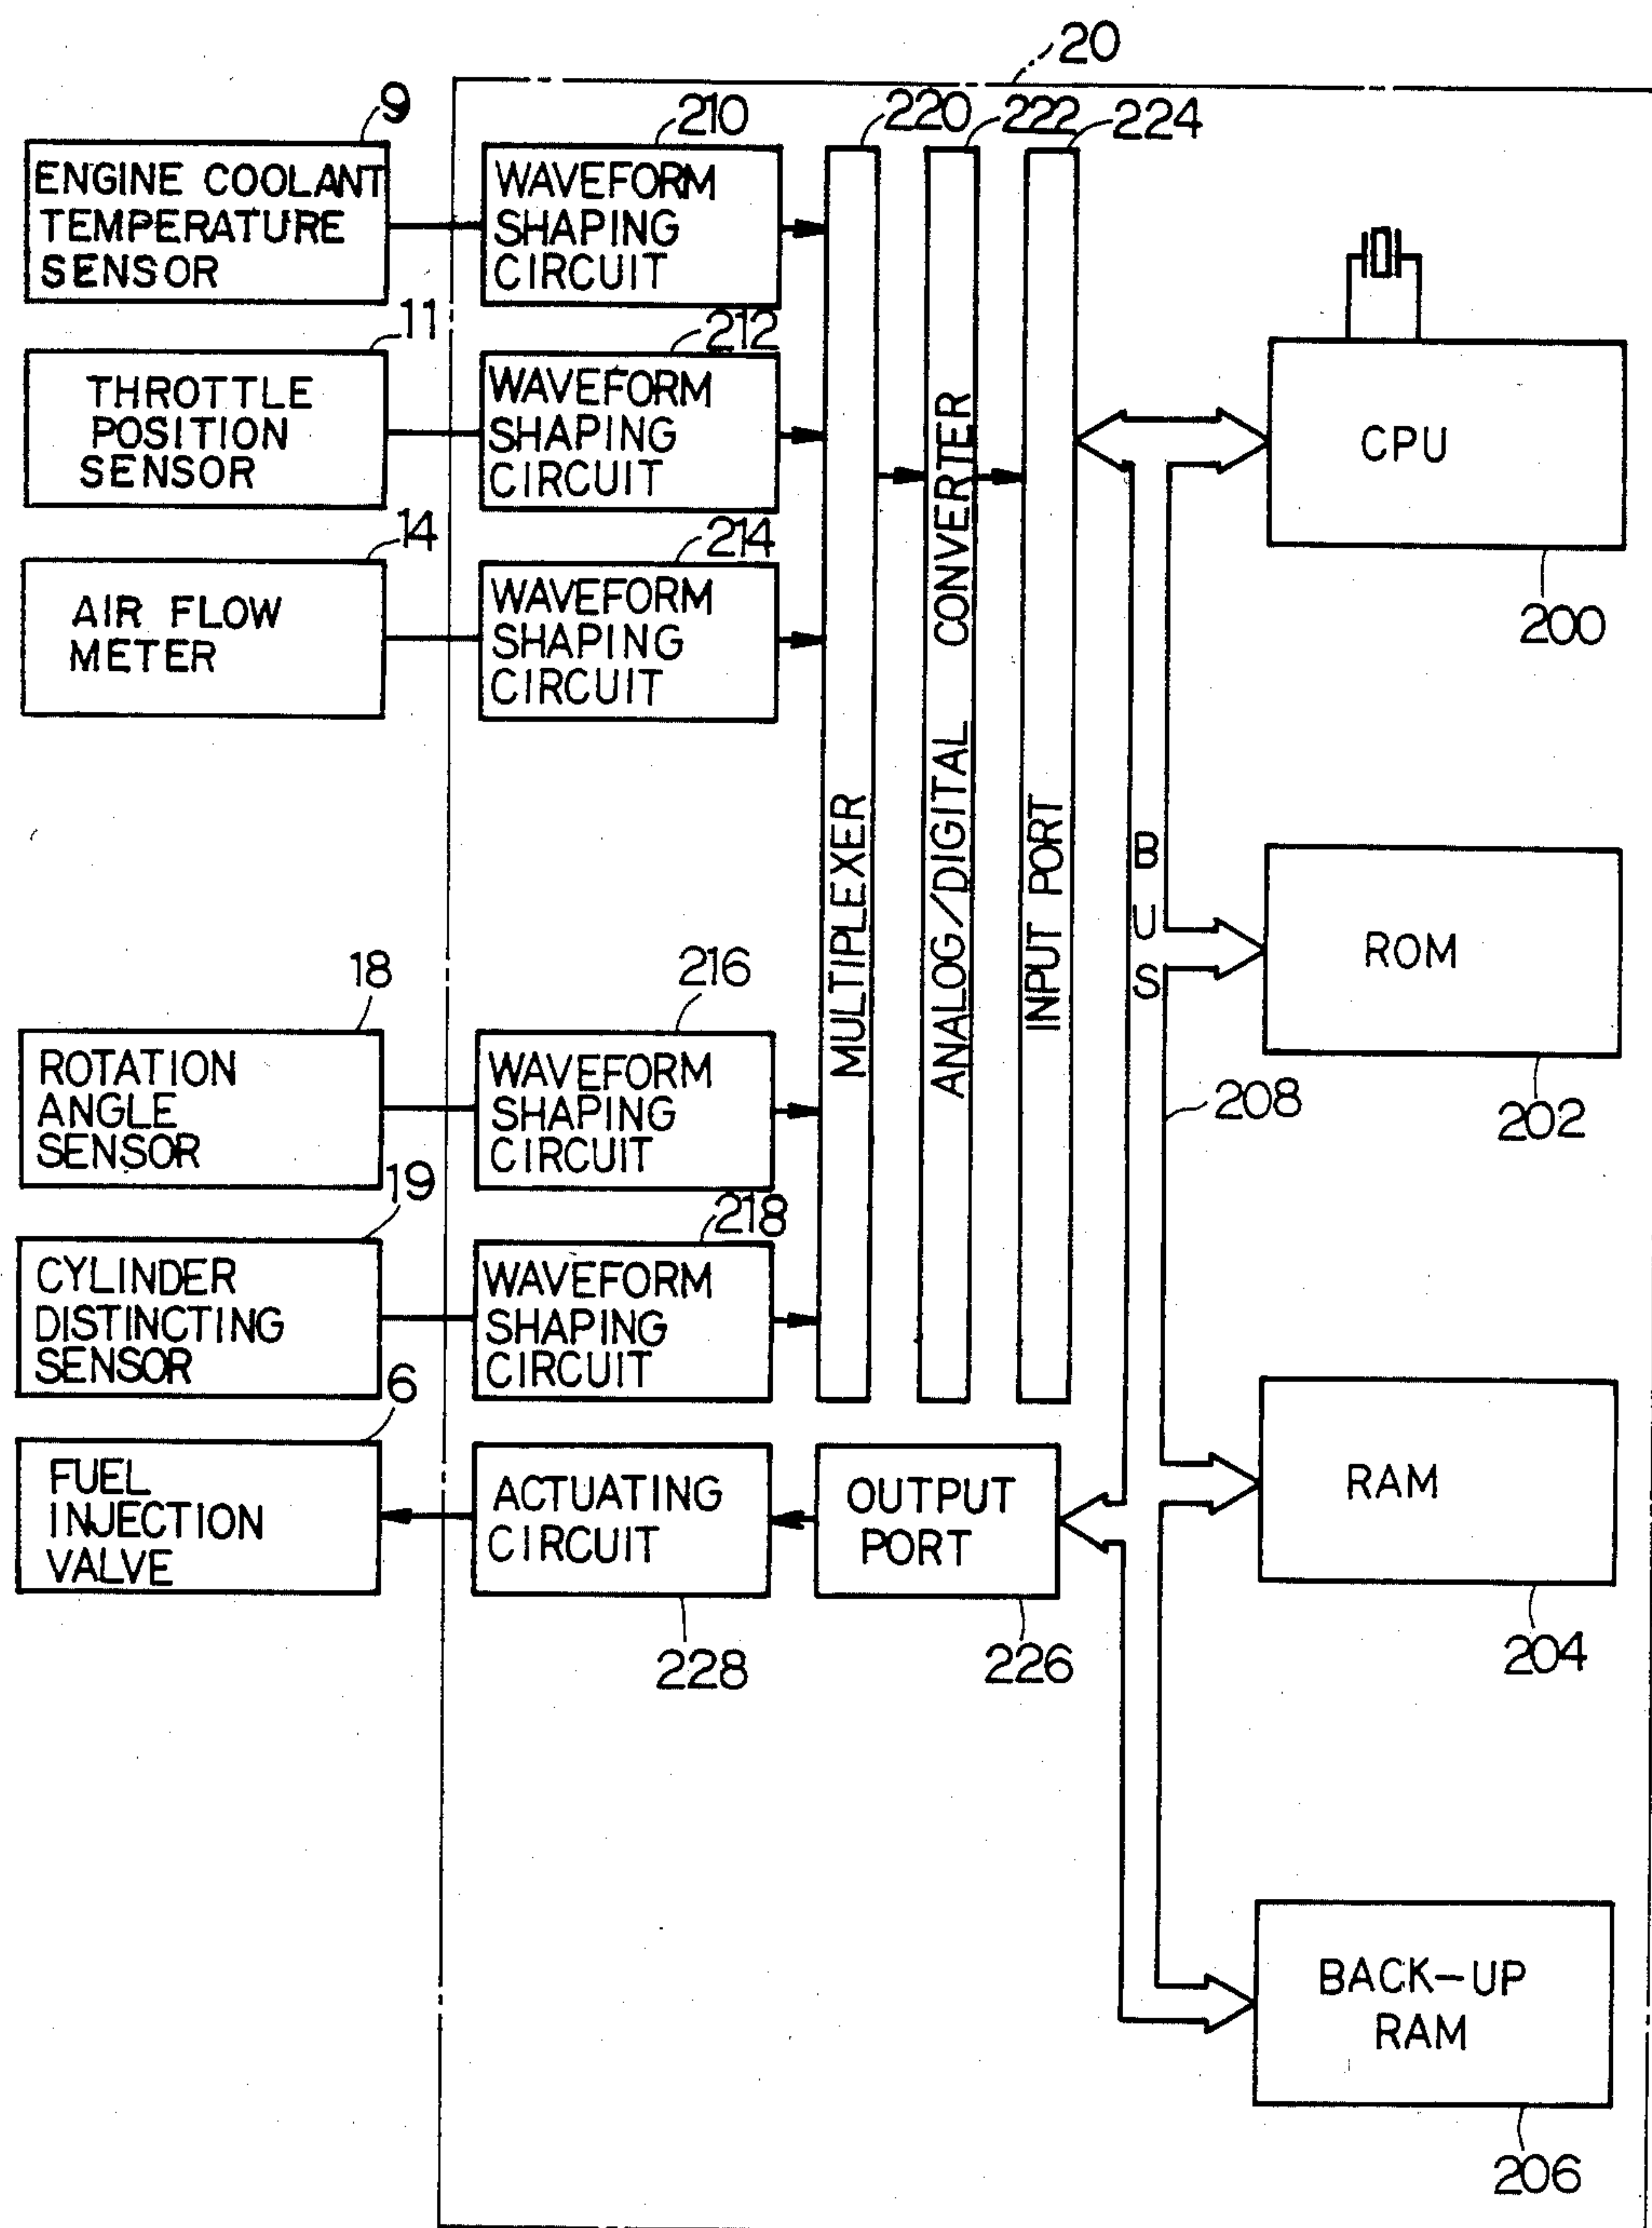 20
9
ENGINE COOLANT
TEMPERATURE
SENSOR
210
WAVEFORM
SHAPING
CIRCUIT
220
222
224
11
THROTTLE
POSITION
SENSOR
212
WAVEFORM
SHAPING
CIRCUIT
14
AIR FLOW
METER
214
WAVEFORM
SHAPING
CIRCUIT
MULTIPLEXER
ANALOG/DIGITAL CONVERTER
INPUT PORT
BUS
208
CPU
200
ROM
202
18
ROTATION
ANGLE
SENSOR
216
WAVEFORM
SHAPING
CIRCUIT
19
CYLINDER
DISTINCTING
SENSOR
218
WAVEFORM
SHAPING
CIRCUIT
6
FUEL
INJECTION
VALVE
ACTUATING
CIRCUIT
228
OUTPUT
PORT
226
RAM
204
BACK-UP
RAM
206